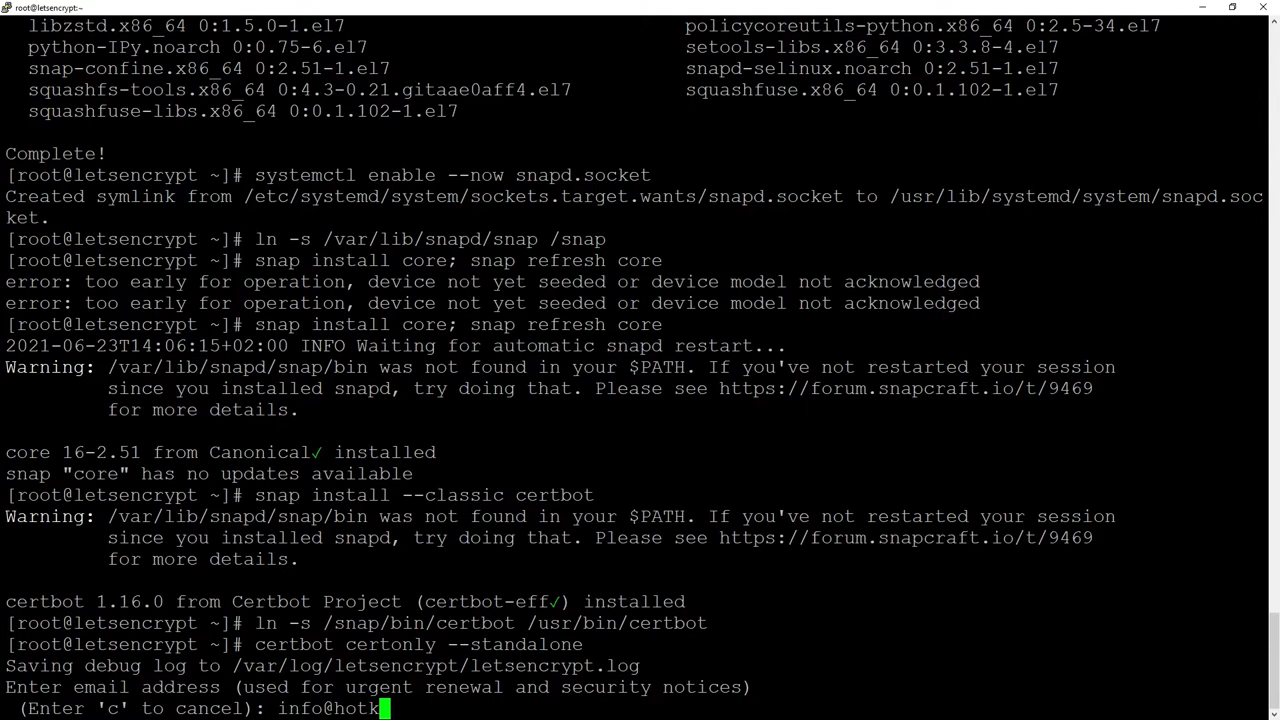 root@letsencrypt:~
libzstd.x86_64 0:1.5.0-1.el7 policycoreutils-python.x86_64 0:2.5-34.el7
python-IPy.noarch 0:0.75-6.el7 setools-libs.x86_64 0:3.3.8-4.el7
snap-confine.x86_64 0:2.51-1.el7 snapd-selinux.noarch 0:2.51-1.el7
squashfs-tools.x86_64 0:4.3-0.21.gitaae0aff4.el7 squashfuse.x86_64 0:0.1.102-1.el7
squashfuse-libs.x86_64 0:0.1.102-1.el7
Complete!
[root@letsencrypt ~]# systemctl enable --now snapd.socket
Created symlink from /etc/systemd/system/sockets.target.wants/snapd.socket to /usr/lib/systemd/system/snapd.soc
ket.
[root@letsencrypt ~]# ln -s /var/lib/snapd/snap /snap
[root@letsencrypt ~]# snap install core; snap refresh core
error: too early for operation, device not yet seeded or device model not acknowledged
error: too early for operation, device not yet seeded or device model not acknowledged
[root@letsencrypt ~]# snap install core; snap refresh core
2021-06-23T14:06:15+02:00 INFO Waiting for automatic snapd restart...
Warning: /var/lib/snapd/snap/bin was not found in your $PATH. If you've not restarted your session
since you installed snapd, try doing that. Please see https://forum.snapcraft.io/t/9469
for more details.
core 16-2.51 from Canonical✓ installed
snap "core" has no updates available
[root@letsencrypt ~]# snap install --classic certbot
Warning: /var/lib/snapd/snap/bin was not found in your $PATH. If you've not restarted your session
since you installed snapd, try doing that. Please see https://forum.snapcraft.io/t/9469
for more details.
certbot 1.16.0 from Certbot Project (certbot-eff✓) installed
[root@letsencrypt ~]# ln -s /snap/bin/certbot /usr/bin/certbot
[root@letsencrypt ~]# certbot certonly --standalone
Saving debug log to /var/log/letsencrypt/letsencrypt.log
Enter email address (used for urgent renewal and security notices)
(Enter 'c' to cancel): info@hotk